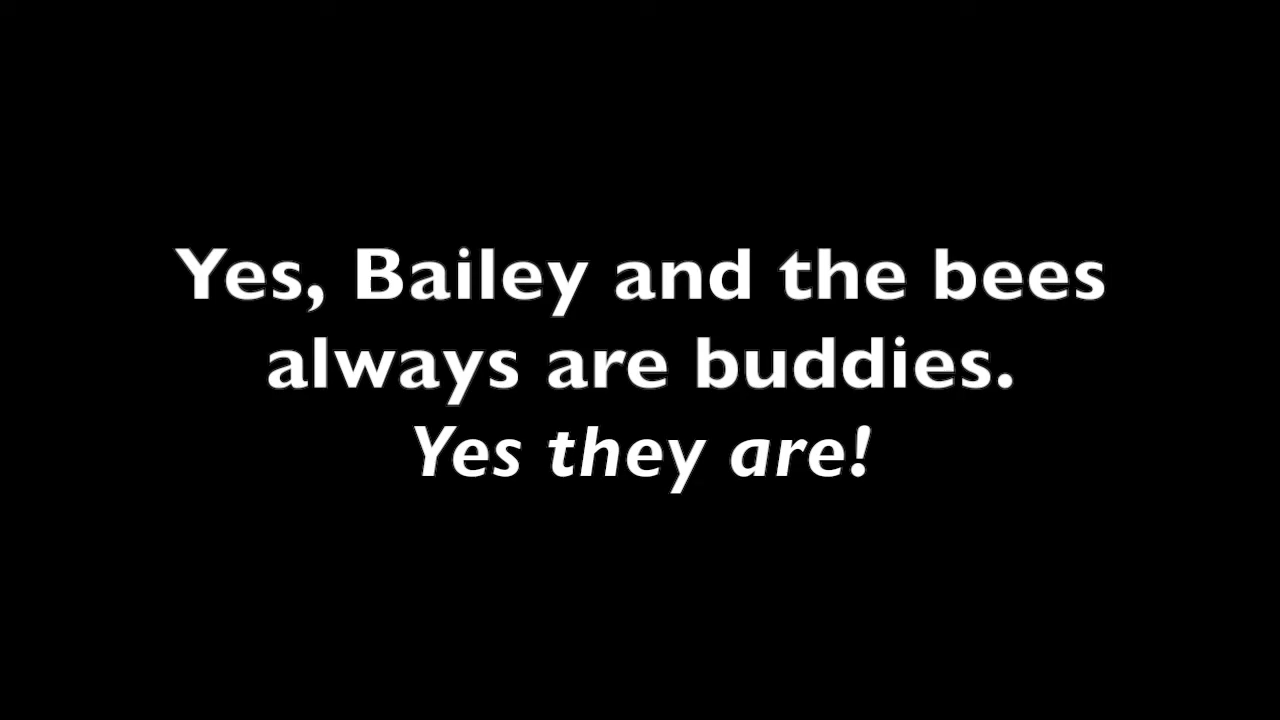 Yes, Bailey and the bees
always are buddies.
Yes they are!